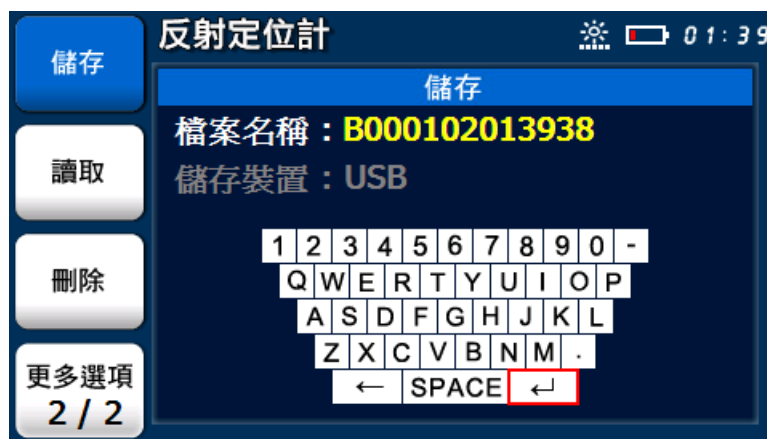 儲存
反射定位計
01:39
儲存
檔案名稱：B000102013938
讀取
儲存裝置：USB
1 2 3 4 5 6 7 8 9 0 -
刪除
Q W E R T Y U I O P
A S D F G H J K L
Z X C V B N M .
更多選項
2 / 2
← SPACE ↵